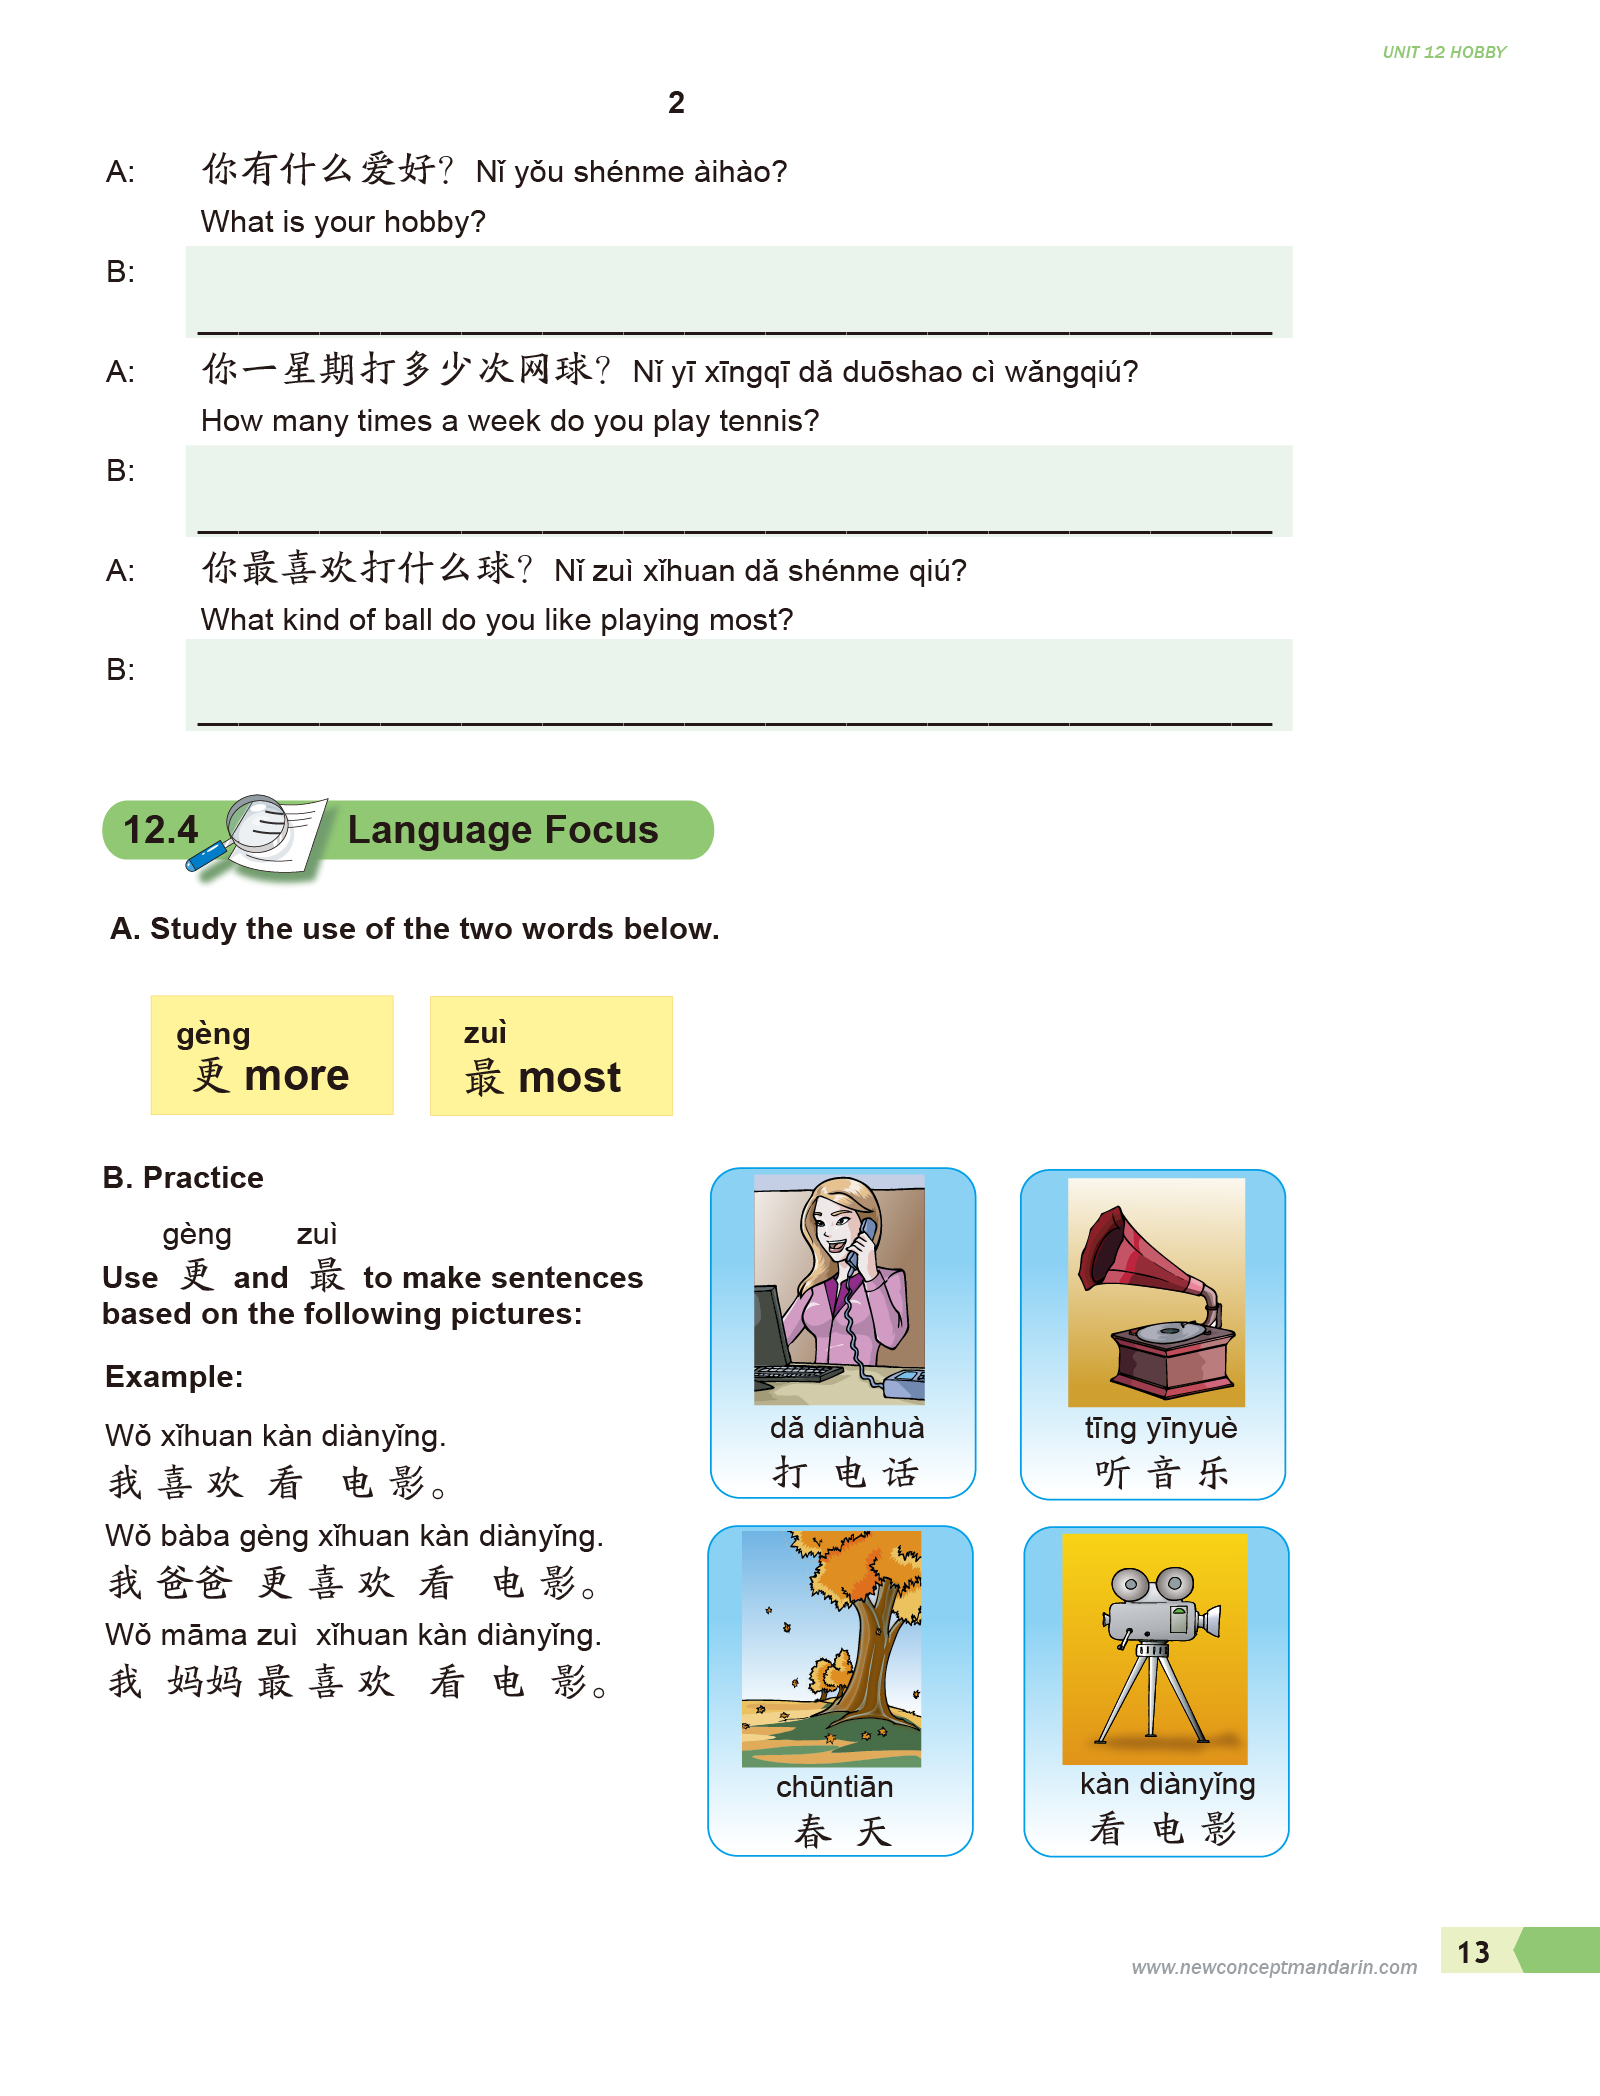 UNIT 12 HOBBY
2
A: 你有什么爱好? Nǐ yǒu shénme àihào?
What is your hobby?
B:
A: 你一星期打多少次网球? Nǐ yī xīngqī dǎ duōshao cì wǎngqiú?
How many times a week do you play tennis?
B:
A: 你最喜欢打什么球? Nǐ zuì xǐhuan dǎ shénme qiú?
What kind of ball do you like playing most?
B:
12.4 Language Focus
A. Study the use of the two words below.
gèng
更 more
zuì
最 most
B. Practice
gèng zuì
Use 更 and 最 to make sentences
based on the following pictures:
Example:
Wǒ xǐhuan kàn diànyǐng.
我喜欢看电影。
Wǒ bàba gèng xǐhuan kàn diànyǐng.
我爸爸更喜欢看电影。
Wǒ māma zuì xǐhuan kàn diànyǐng.
我妈妈最喜欢看电影。
dǎ diànhuà
打电话
tīng yīnyuè
听音乐
chūntiān
春天
kàn diànyǐng
看电影
www.newconceptmandarin.com
13